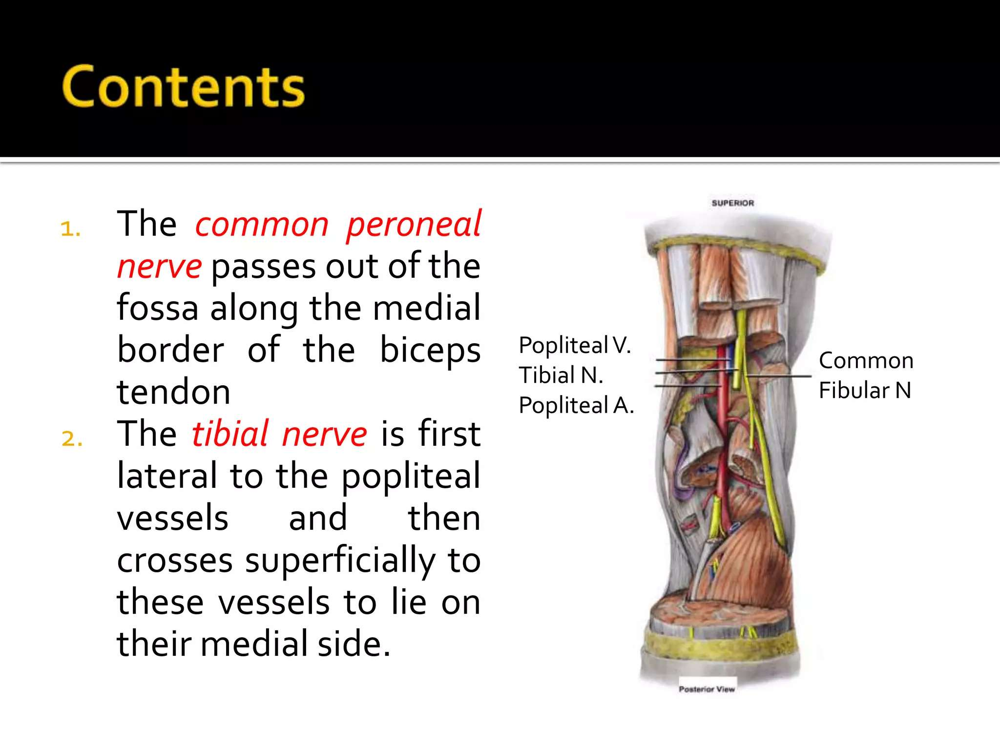 Contents
1. The common peroneal
nerve passes out of the
fossa along the medial
border of the biceps
tendon
2. The tibial nerve is first
lateral to the popliteal
vessels and then
crosses superficially to
these vessels to lie on
their medial side.
SUPERIOR
Popliteal V.
Tibial N.
Popliteal A.
Common
Fibular N
Posterior View